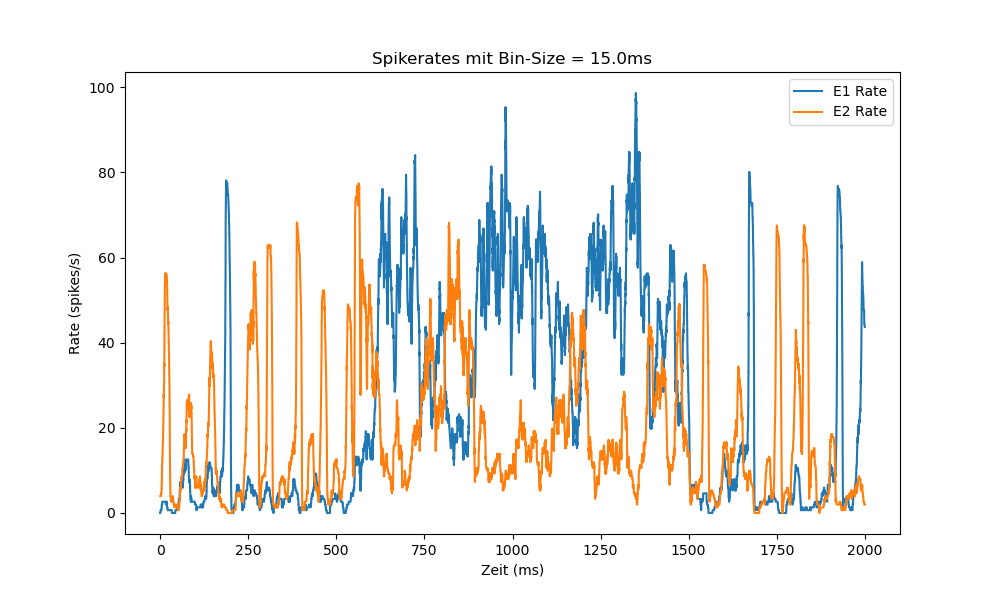 Spikerates mit Bin-Size = 15.0ms
E1 Rate
E2 Rate
Rate (spikes/s)
100
80
60
40
20
0
0 250 500 750 1000 1250 1500 1750 2000
Zeit (ms)